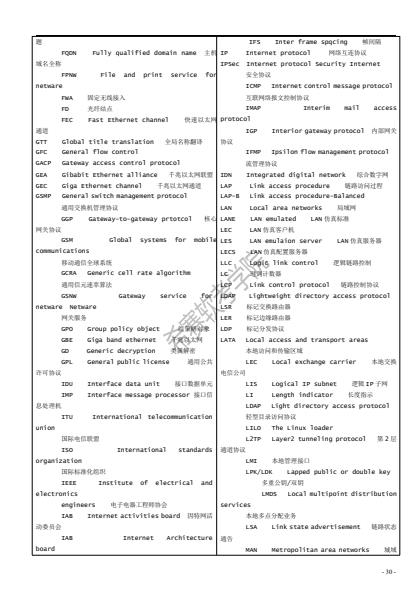 题
FQDN Fully qualified domain name 主机
域名全称
FPNW File and print service for
netware
FWA 固定无线接入
FD 光纤结点
FEC Fast Ethernet channel 快速以太网
通道
GTT Global title translation 全局名称翻译
GFC General flow control
GACP Gateway access control protocol
GEA Gibabit Ethernet alliance 千兆以太网联盟
GEC Giga Ethernet channel 千兆以太网通道
GSMP General switch management protocol
通用交换机管理协议
GGP Gateway-to-gateway prtotcol 核心
网关协议
GSM Global systems for mobile
communications
移动通信全球系统
GCRA Generic cell rate algorithm
通用信元速率算法
GSNW Gateway service for
netware Netware
网关服务
GPO Group policy object
GBE Giga band ethernet 千兆以太网
GD Generic decryption 类属解密
GPL General public license 通用公共
许可协议
IDU Interface data unit 接口数据单元
IMP Interface message processor 接口信
息处理机
ITU International telecommunication
union
国际电信联盟
ISO International standards
organization
国际标准化组织
IEEE Institute of electrical and
electronics
engineers 电子电器工程师协会
IAB Internet activities board 因特网活
动委员会
IAB Internet Architecture
board
IFS Inter frame spqcing 帧间隔
IP Internet protocol 网络互连协议
IPSec Internet protocol Security Internet
安全协议
ICMP Internet control message protocol
互联网络报文控制协议
IMAP Interim mail access
protocol
IGP Interior gateway protocol 内部网关
协议
IFMP Ipsilon flow management protocol
流管理协议
IDN Integrated digital network 综合数字网
LAP Link access procedure 链路访问过程
LAP-B Link access procedure-Balanced
LAN Local area networks 局域网
LANE LAN emulated LAN 仿真标准
LEC LAN 仿真客户机
LES LAN emulaion server LAN 仿真服务器
LECS LAN 仿真配置服务器
LLC Logic link control 逻辑链路控制
LC 租用计数器
LCP Link control protocol 链路控制协议
LDAP Lightweight directory access protocol
LSR 标记交换路由器
LER 标记边缘路由器
LDP 标记分发协议
LATA Local access and transport areas
本地访问和传输区域
LEC Local exchange carrier 本地交换
电信公司
LIS Logical IP subnet 逻辑 IP 子网
LI Length indicator 长度指示
LDAP Light directory access protocol
轻型目录访问协议
LILO The Linux loader
L2TP Layer2 tunneling protocol 第 2 层
通道协议
LMI 本地管理接口
LPK/LDK Lapped public or double key
多重公钥/双钥
LMDS Local multipoint distribution
services
本地多点分配业务
LSA Link state advertisement 链路状态
通告
MAN Metropolitan area networks 城域
- 30 -